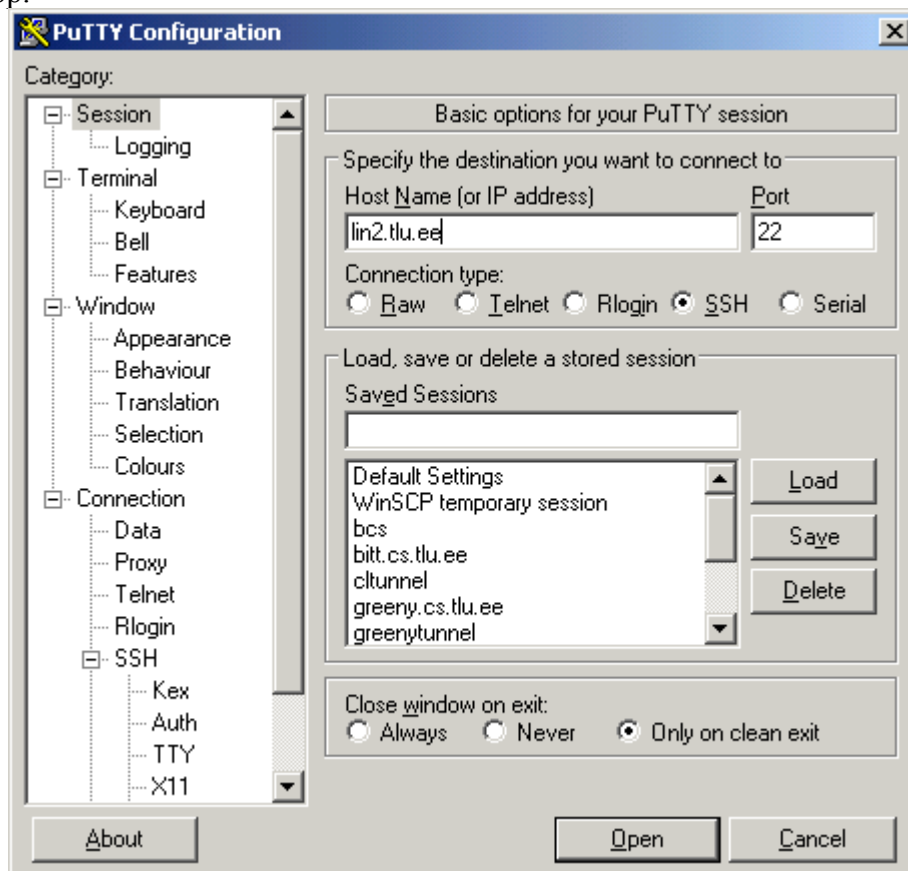 PuTTY Configuration
Category:
Session
Logging
Terminal
Keyboard
Bell
Features
Window
Appearance
Behaviour
Translation
Selection
Colours
Connection
Data
Proxy
Telnet
Rlogin
SSH
Kex
Auth
TTY
X11
Basic options for your PuTTY session
Specify the destination you want to connect to
Host Name (or IP address) Port
lin2.tlu.ee 22
Connection type:
Raw Telnet Rlogin SSH Serial
Load, save or delete a stored session
Saved Sessions
Default Settings
WinSCP temporary session
bcs
bitt.cs.tlu.ee
cltunnel
greeny.cs.tlu.ee
greenytunnel
Load
Save
Delete
Close window on exit:
Always Never Only on clean exit
About Open Cancel